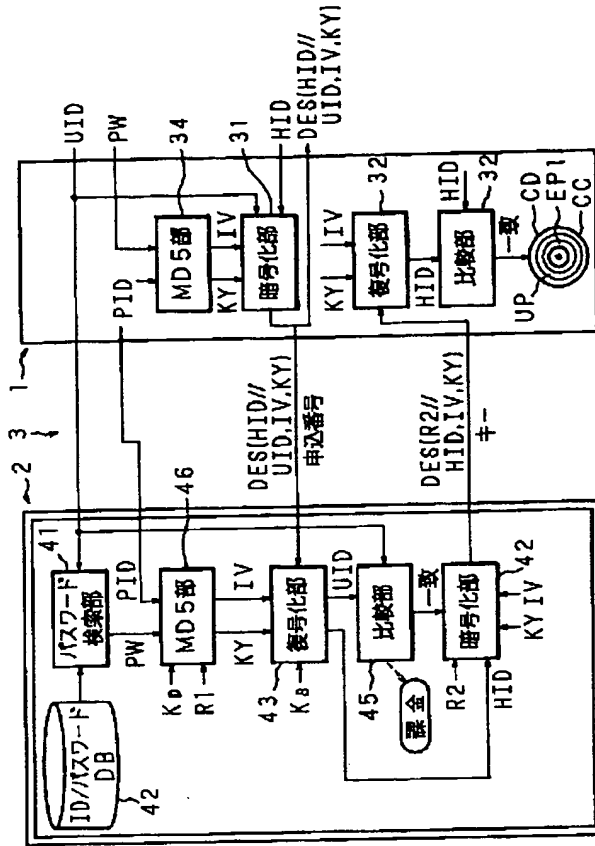 2
3
1
41
パスワード
検索部
ID/パスワード
DB
42
PW
PID
PID
UID
PW
46
MD5部
34
MD5部
KD
R1
KY
IV
KY
IV
31
暗号化部
HID
DES(HID//
UID,IV,KY)
DES(HID//
UID,IV,KY)
申込番号
43
復号化部
K8
UID
45
比較部
課金
一致
暗号化部
42
R2
HID
KY
IV
DES(R2//
HID,IV,KY)
キー
KY
IV
32
復号化部
HID
HID
32
比較部
一致
UP
CD
EP1
CC